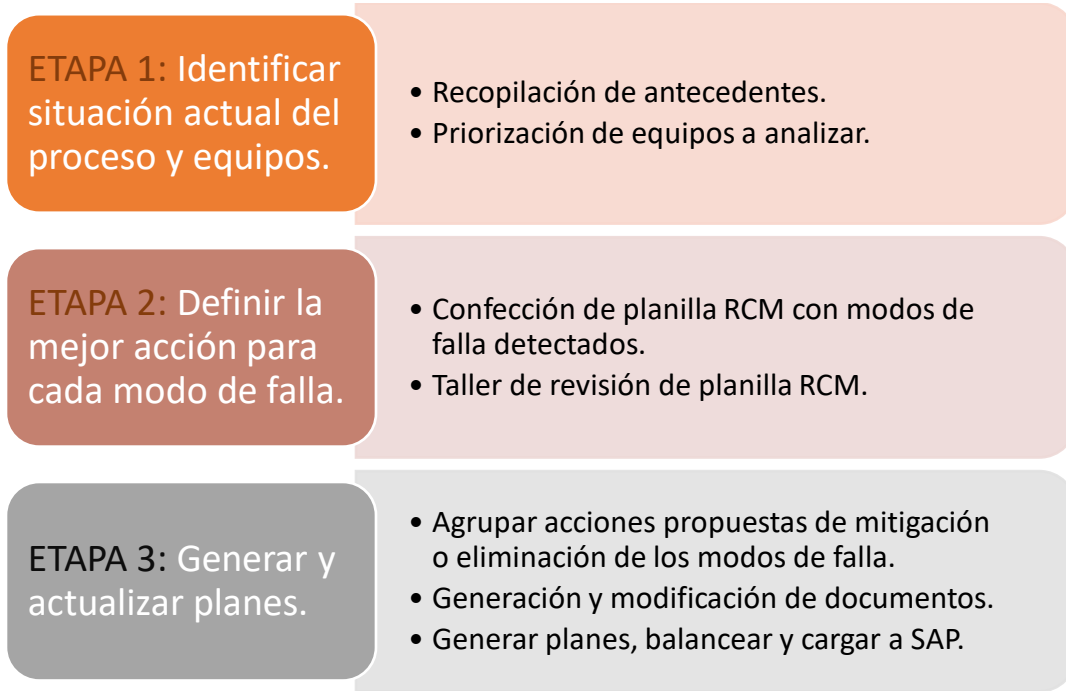 ETAPA 1: Identificar
situación actual del
proceso y equipos.
• Recopilación de antecedentes.
• Priorización de equipos a analizar.
ETAPA 2: Definir la
mejor acción para
cada modo de falla.
• Confección de planilla RCM con modos de
falla detectados.
• Taller de revisión de planilla RCM.
ETAPA 3: Generar y
actualizar planes.
• Agrupar acciones propuestas de mitigación
o eliminación de los modos de falla.
• Generación y modificación de documentos.
• Generar planes, balancear y cargar a SAP.